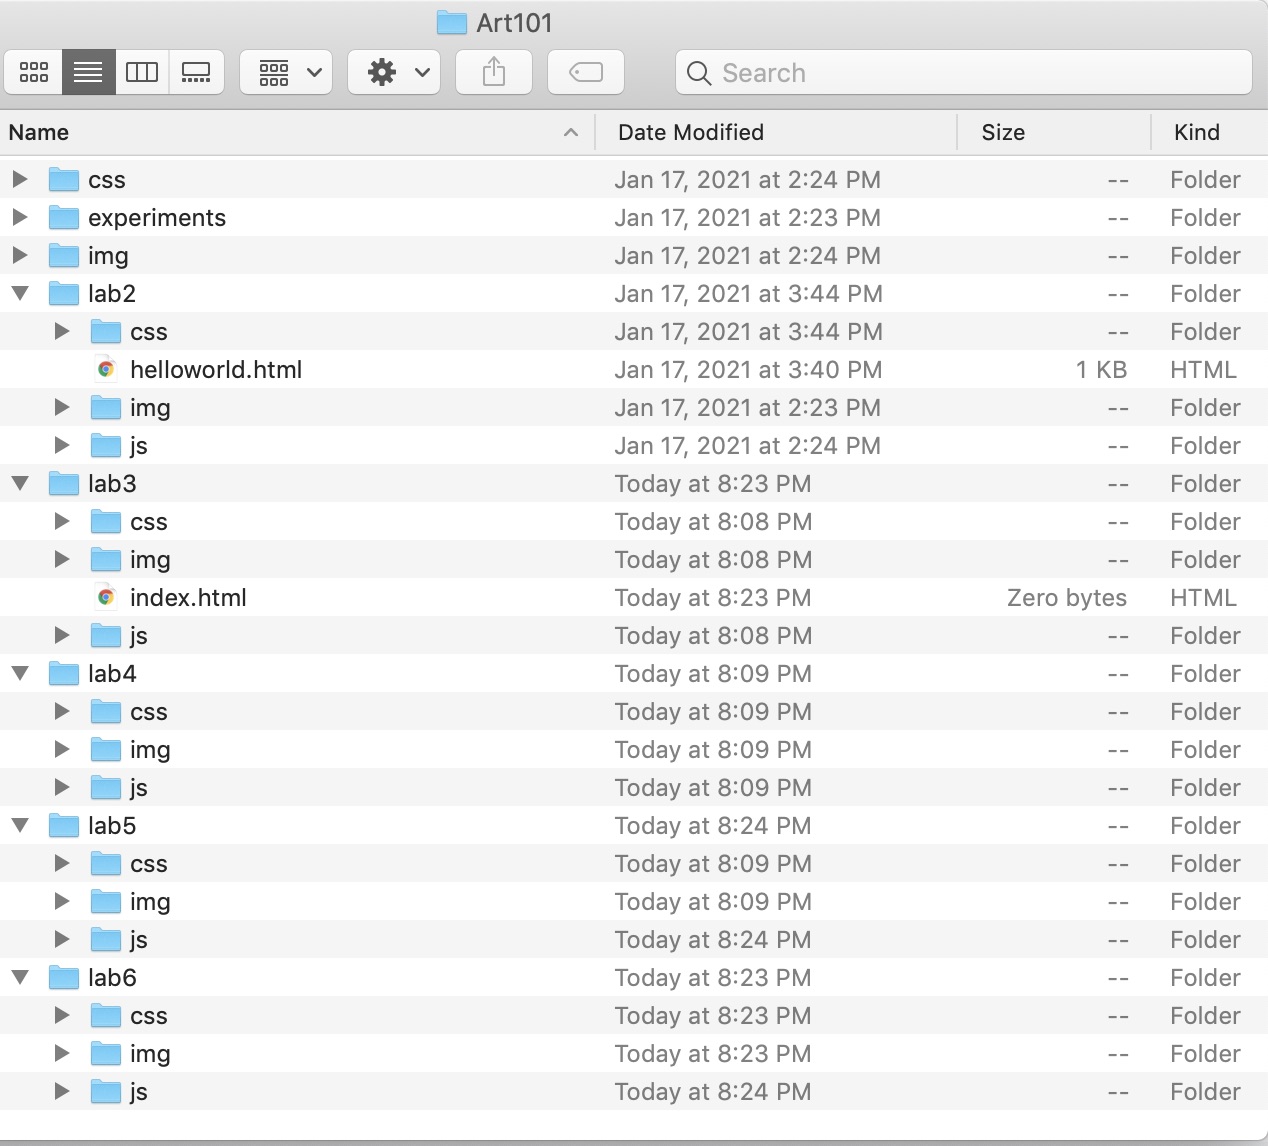 Art101
Search
Name Date Modified Size Kind
css Jan 17, 2021 at 2:24 PM -- Folder
experiments Jan 17, 2021 at 2:23 PM -- Folder
img Jan 17, 2021 at 2:24 PM -- Folder
lab2 Jan 17, 2021 at 3:44 PM -- Folder
css Jan 17, 2021 at 3:44 PM -- Folder
helloworld.html Jan 17, 2021 at 3:40 PM 1 KB HTML
img Jan 17, 2021 at 2:23 PM -- Folder
js Jan 17, 2021 at 2:24 PM -- Folder
lab3 Today at 8:23 PM -- Folder
css Today at 8:08 PM -- Folder
img Today at 8:08 PM -- Folder
index.html Today at 8:23 PM Zero bytes HTML
js Today at 8:08 PM -- Folder
lab4 Today at 8:09 PM -- Folder
css Today at 8:09 PM -- Folder
img Today at 8:09 PM -- Folder
js Today at 8:09 PM -- Folder
lab5 Today at 8:24 PM -- Folder
css Today at 8:09 PM -- Folder
img Today at 8:09 PM -- Folder
js Today at 8:24 PM -- Folder
lab6 Today at 8:23 PM -- Folder
css Today at 8:23 PM -- Folder
img Today at 8:23 PM -- Folder
js Today at 8:24 PM -- Folder